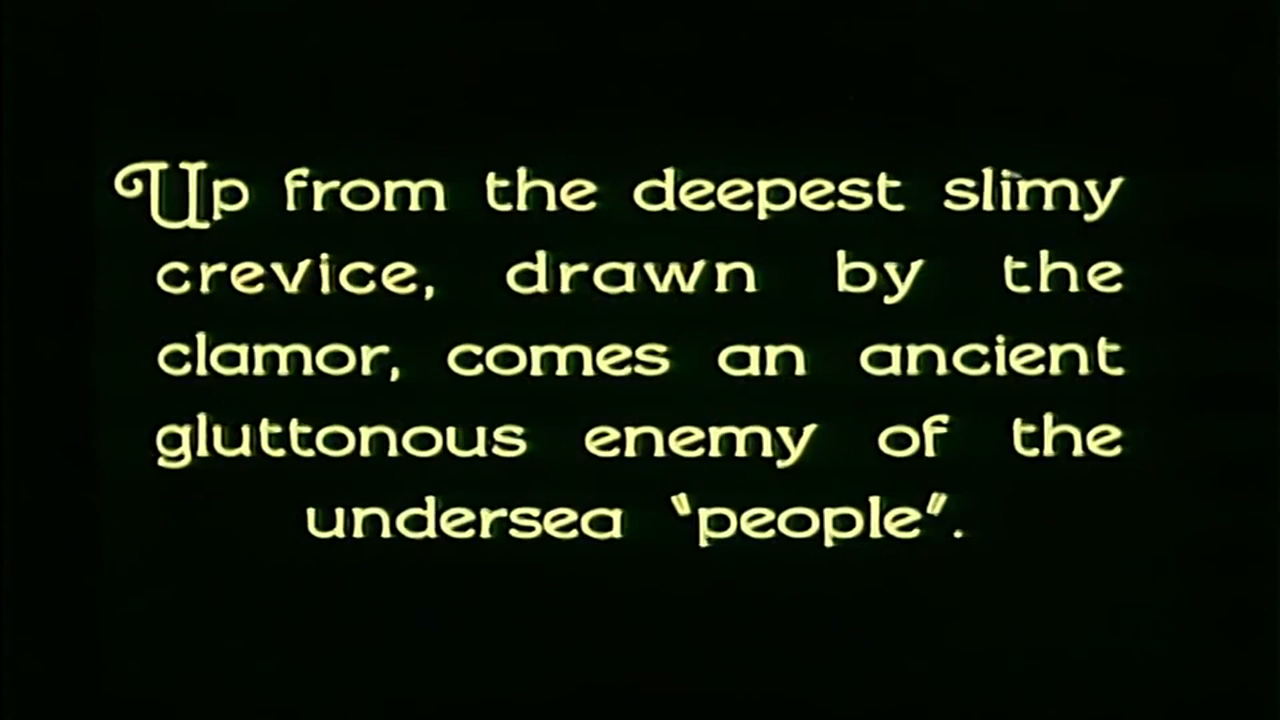 Up from the deepest slimy
crevice, drawn by the
clamor, comes an ancient
gluttonous enemy of the
undersea "people".